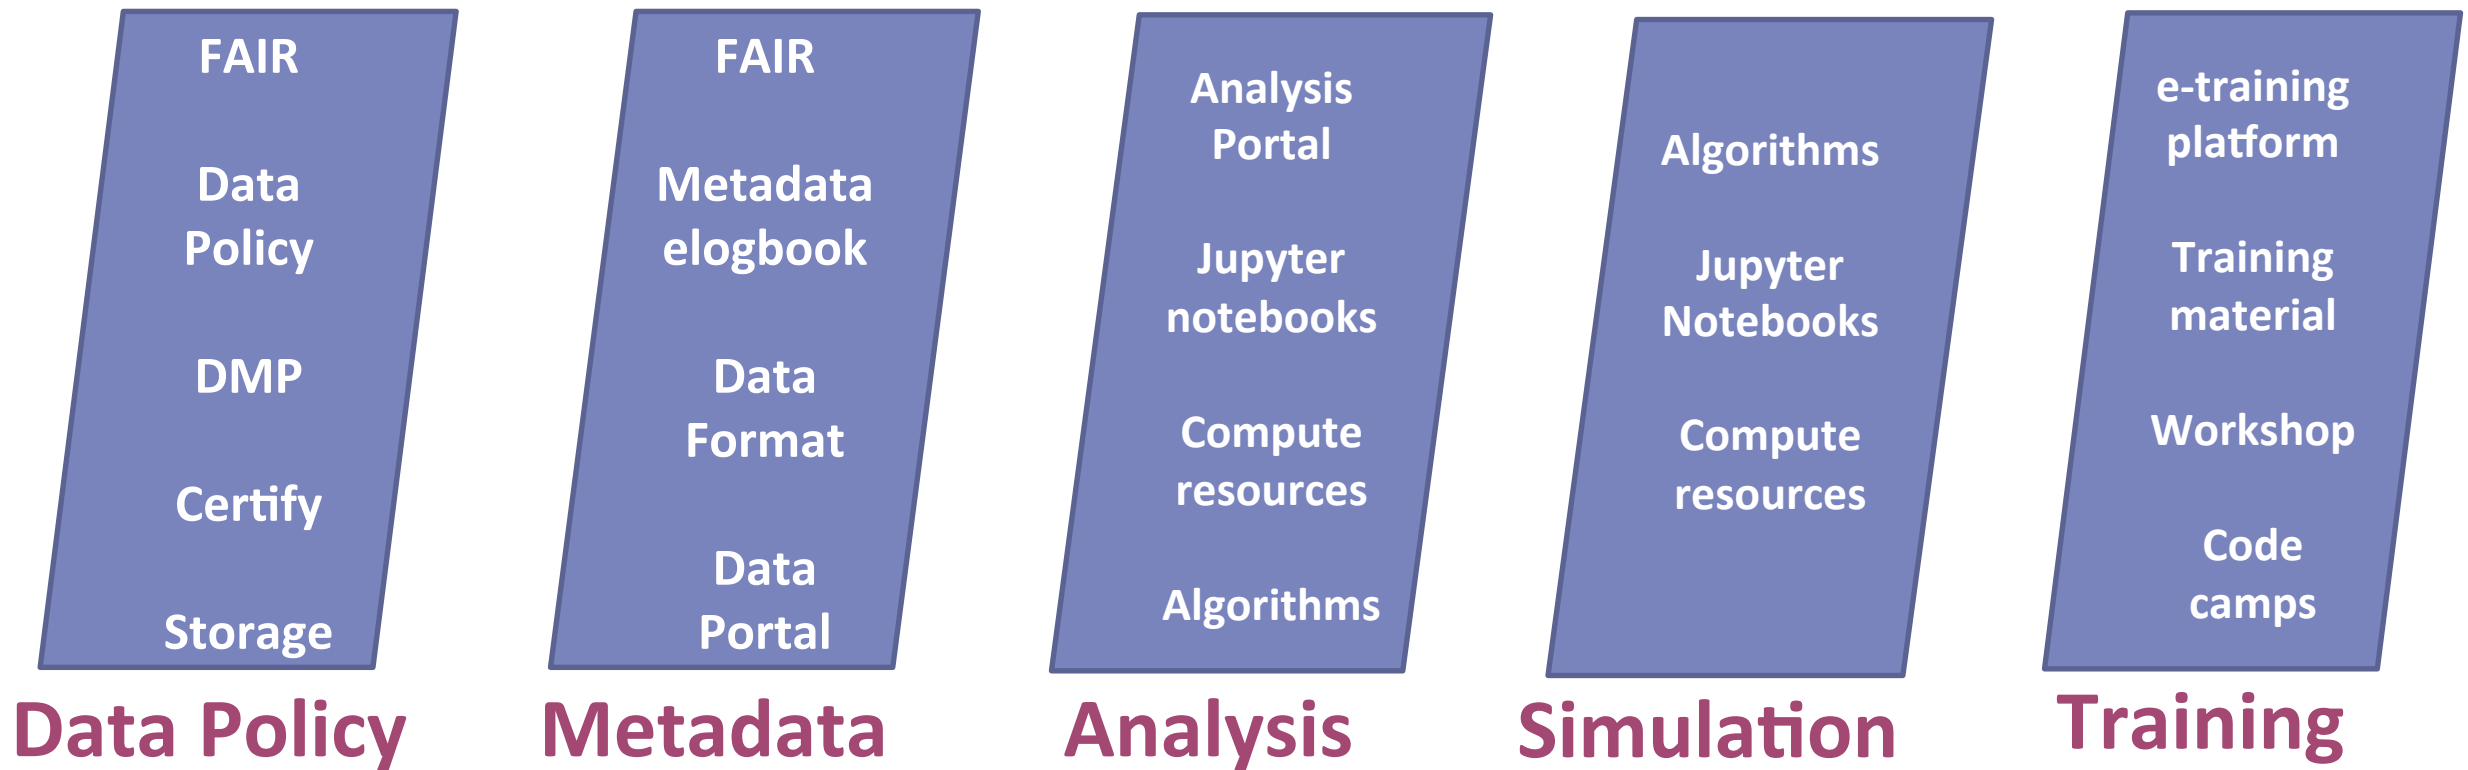 FAIR
Data
Policy
DMP
Certify
Storage
Data Policy
FAIR
Metadata
elogbook
Data
Format
Data
Portal
Metadata
Analysis
Portal
Jupyter
notebooks
Compute
resources
Algorithms
Analysis
Algorithms
Jupyter
Notebooks
Compute
resources
Simulation
e-training
platform
Training
material
Workshop
Code
camps
Training